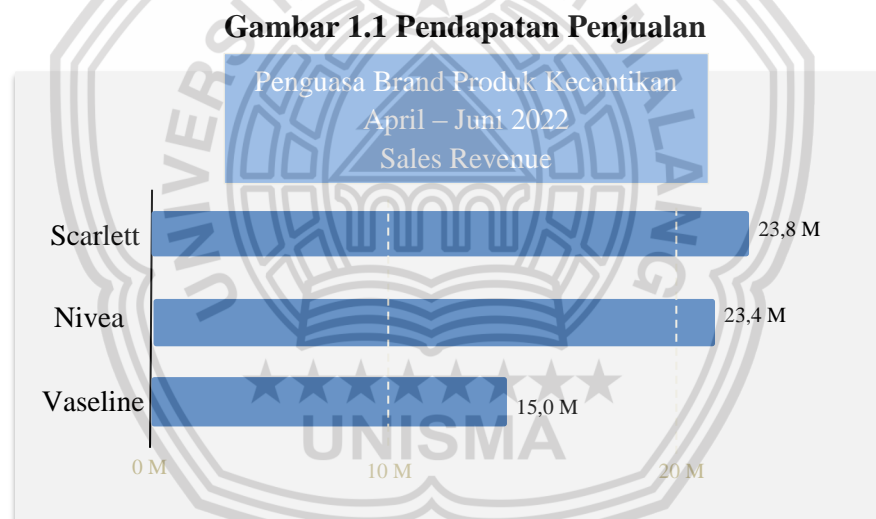 Gambar 1.1 Pendapatan Penjualan
Penguasa Brand Produk Kecantikan
April – Juni 2022
Sales Revenue
Scarlett
23,8 M
Nivea
23,4 M
Vaseline
15,0 M
0 M
10 M
20 M
UNISMA